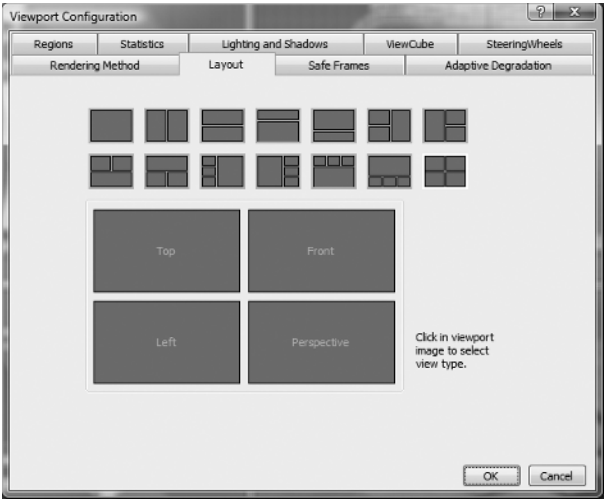 Viewport Configuration
? X
Regions Statistics Lighting and Shadows ViewCube SteeringWheels
Rendering Method Layout Safe Frames Adaptive Degradation
Top Front
Left Perspective
Click in viewport
image to select
view type.
OK Cancel